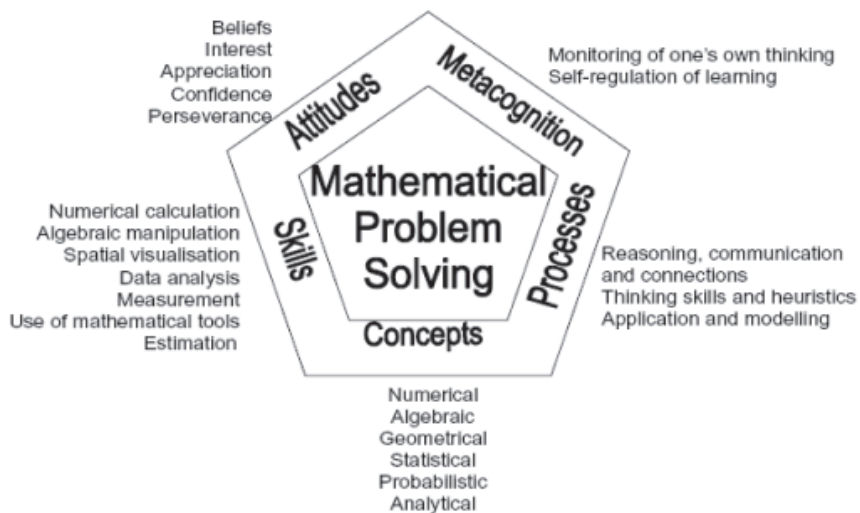 Beliefs
Interest
Appreciation
Confidence
Perseverance
Attitudes
Metacognition
Monitoring of one's own thinking
Self-regulation of learning
Mathematical
Problem
Solving
Numerical calculation
Algebraic manipulation
Spatial visualisation
Data analysis
Measurement
Use of mathematical tools
Estimation
Skills
Processes
Reasoning, communication
and connections
Thinking skills and heuristics
Application and modelling
Concepts
Numerical
Algebraic
Geometrical
Statistical
Probabilistic
Analytical